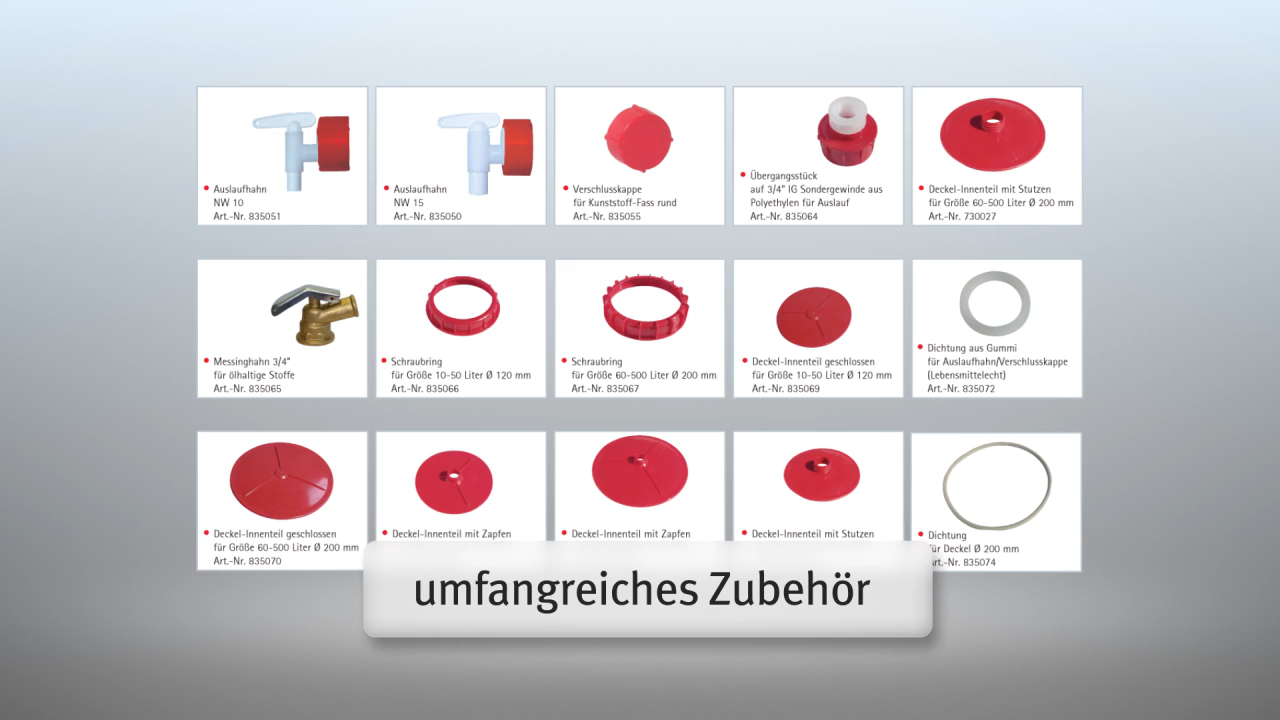 Auslaufhahn
NW 10
Art.-Nr. 835051
Auslaufhahn
NW 15
Art.-Nr. 835050
Verschlusskappe
für Kunststoff-Fass rund
Art.-Nr. 835055
Übergangsstück
auf 3/4" IG Sondergewinde aus
Polyethylen für Auslauf
Art.-Nr. 835064
Deckel-Innenteil mit Stutzen
für Größe 60-500 Liter Ø 200 mm
Art.-Nr. 730027
Messinghahn 3/4"
für ölhaltige Stoffe
Art.-Nr. 835065
Schraubring
für Größe 10-50 Liter Ø 120 mm
Art.-Nr. 835066
Schraubring
für Größe 60-500 Liter Ø 200 mm
Art.-Nr. 835067
Deckel-Innenteil geschlossen
für Größe 10-50 Liter Ø 120 mm
Art.-Nr. 835069
Dichtung aus Gummi
für Auslaufhahn/Verschlusskappe
(Lebensmittelecht)
Art.-Nr. 835072
Deckel-Innenteil geschlossen
für Größe 60-500 Liter Ø 200 mm
Art.-Nr. 835070
Deckel-Innenteil mit Zapfen
Deckel-Innenteil mit Zapfen
Deckel-Innenteil mit Stutzen
Dichtung
für Deckel Ø 200 mm
Art.-Nr. 835074
umfangreiches Zubehör